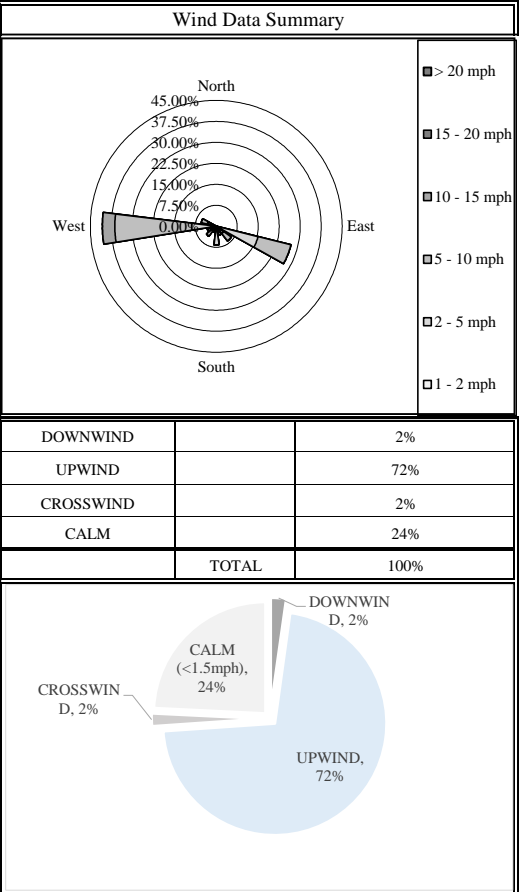 Wind Data Summary
North
45.00%
37.50%
30.00%
22.50%
15.00%
7.50%
0.00%
West
East
South
> 20 mph
15 - 20 mph
10 - 15 mph
5 - 10 mph
2 - 5 mph
1 - 2 mph
DOWNWIND 2%
UPWIND 72%
CROSSWIND 2%
CALM 24%
TOTAL 100%
DOWNWIN
D, 2%
CALM
(<1.5mph),
24%
CROSSWIN
D, 2%
UPWIND,
72%